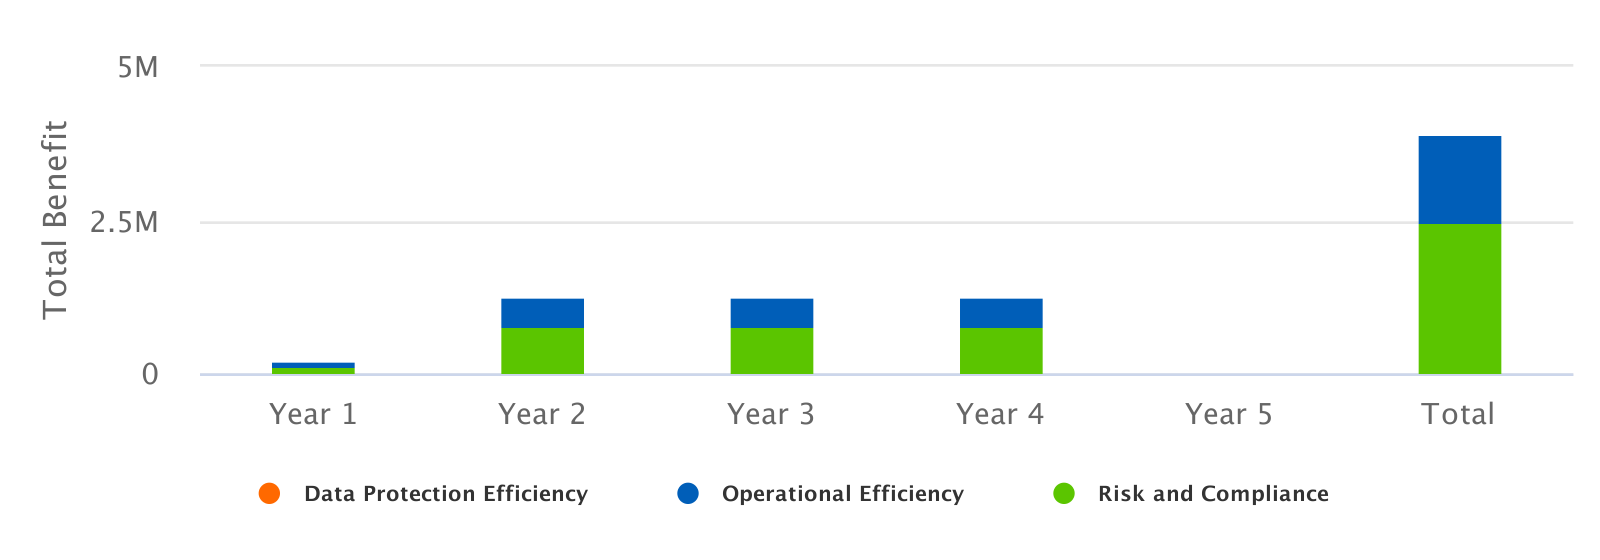 5M
2.5M
0
Total Benefit
Year 1 Year 2 Year 3 Year 4 Year 5 Total
Data Protection Efficiency Operational Efficiency Risk and Compliance